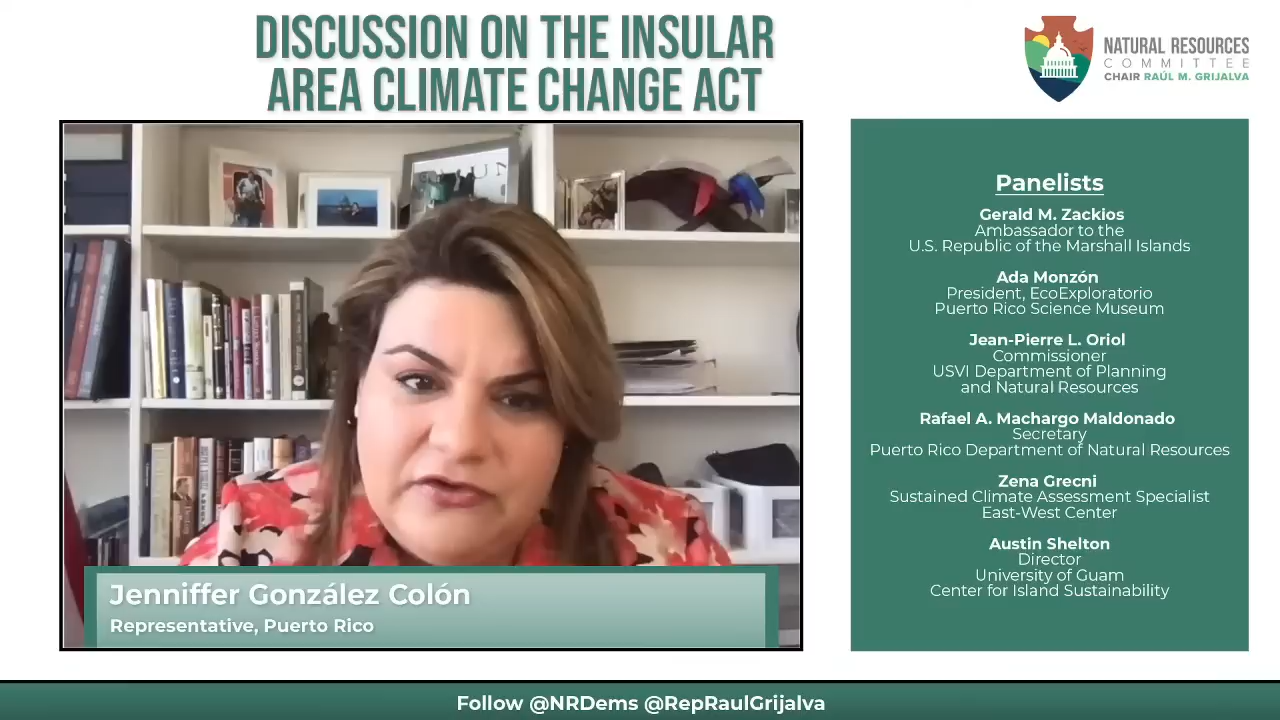 DISCUSSION ON THE INSULAR
AREA CLIMATE CHANGE ACT
NATURAL RESOURCES
COMMITTEE
CHAIR RAÚL M. GRIJALVA
Panelists
Gerald M. Zackios
Ambassador to the
U.S. Republic of the Marshall Islands
Ada Monzón
President, EcoExploratorio
Puerto Rico Science Museum
Jean-Pierre L. Oriol
Commissioner
USVI Department of Planning
and Natural Resources
Rafael A. Machargo Maldonado
Secretary
Puerto Rico Department of Natural Resources
Zena Grecni
Sustained Climate Assessment Specialist
East-West Center
Austin Shelton
Director
University of Guam
Center for Island Sustainability
Jenniffer González Colón
Representative, Puerto Rico
Follow @NRDems @RepRaulGrijalva